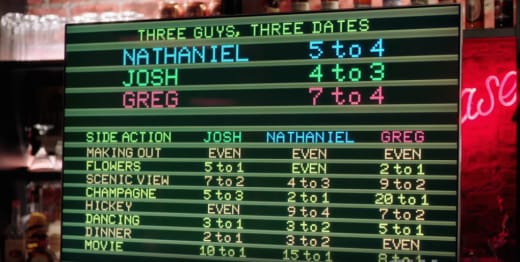 THREE GUYS, THREE DATES
NATHANIEL 5 to 4
JOSH 4 to 3
GREG 7 to 4
SIDE ACTION JOSH NATHANIEL GREG
MAKING OUT EVEN EVEN EVEN
FLOWERS 5 to 1 EVEN 2 to 1
SCENIC VIEW 7 to 2 4 to 3 9 to 2
CHAMPAGNE 5 to 3 2 to 1 20 to 1
HICKEY EVEN 9 to 4 7 to 2
DANCING 3 to 1 3 to 2 5 to 1
DINNER 2 to 1 3 to 2 EVEN
MOVIE 10 to 1 15 to 1 8 to 1